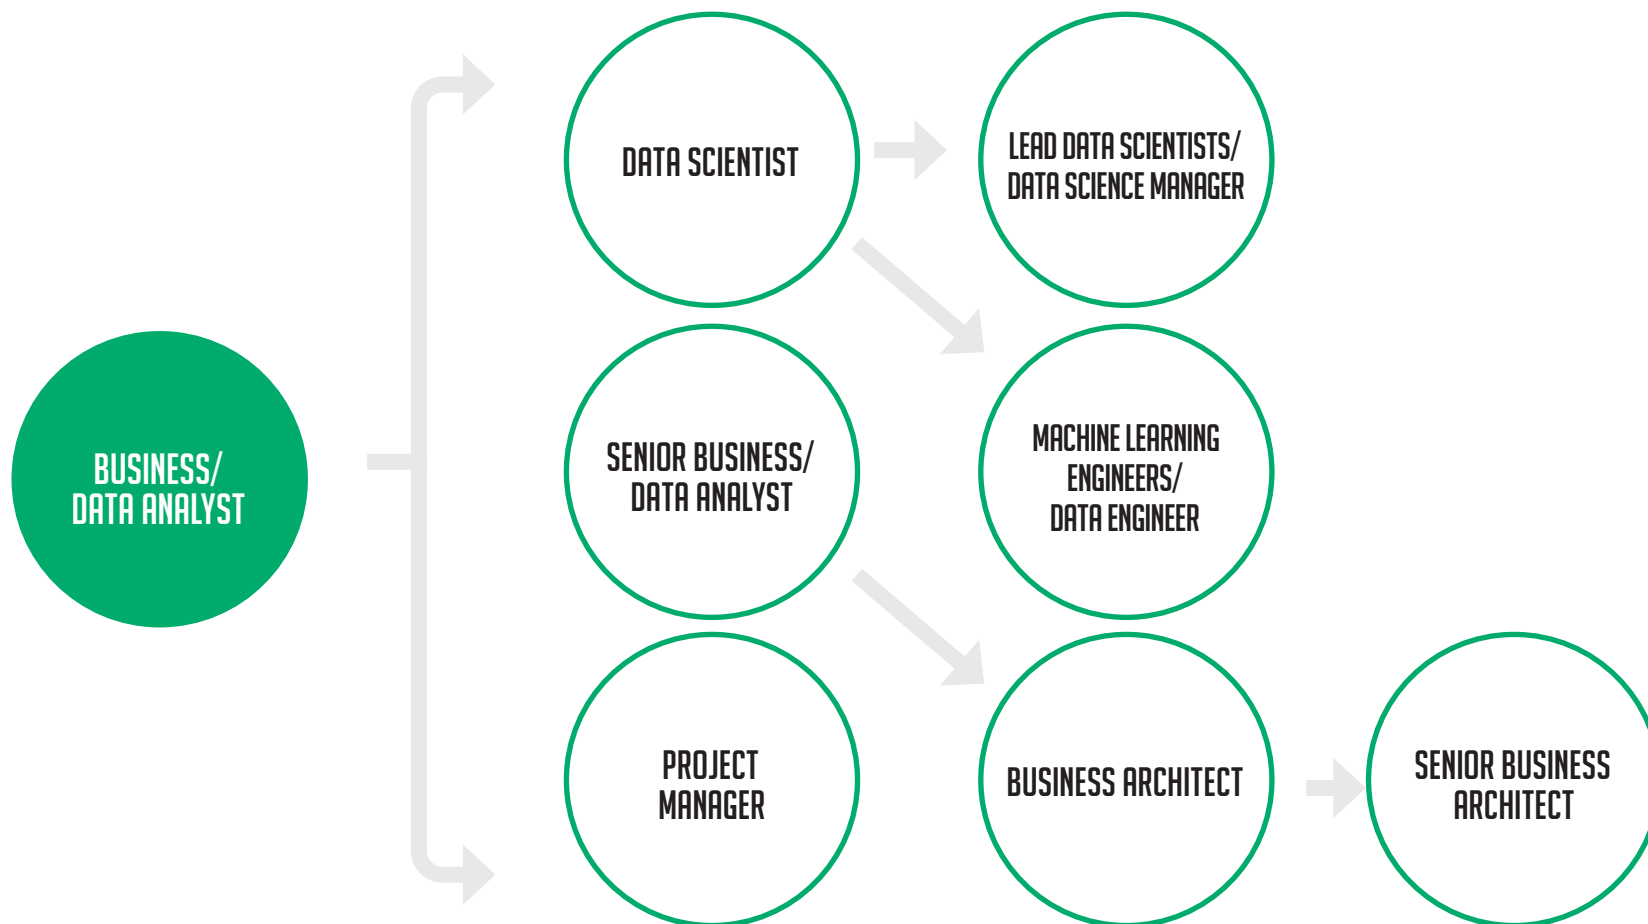 BUSINESS/
DATA ANALYST
DATA SCIENTIST
LEAD DATA SCIENTISTS/
DATA SCIENCE MANAGER
SENIOR BUSINESS/
DATA ANALYST
MACHINE LEARNING
ENGINEERS/
DATA ENGINEER
PROJECT
MANAGER
BUSINESS ARCHITECT
SENIOR BUSINESS
ARCHITECT